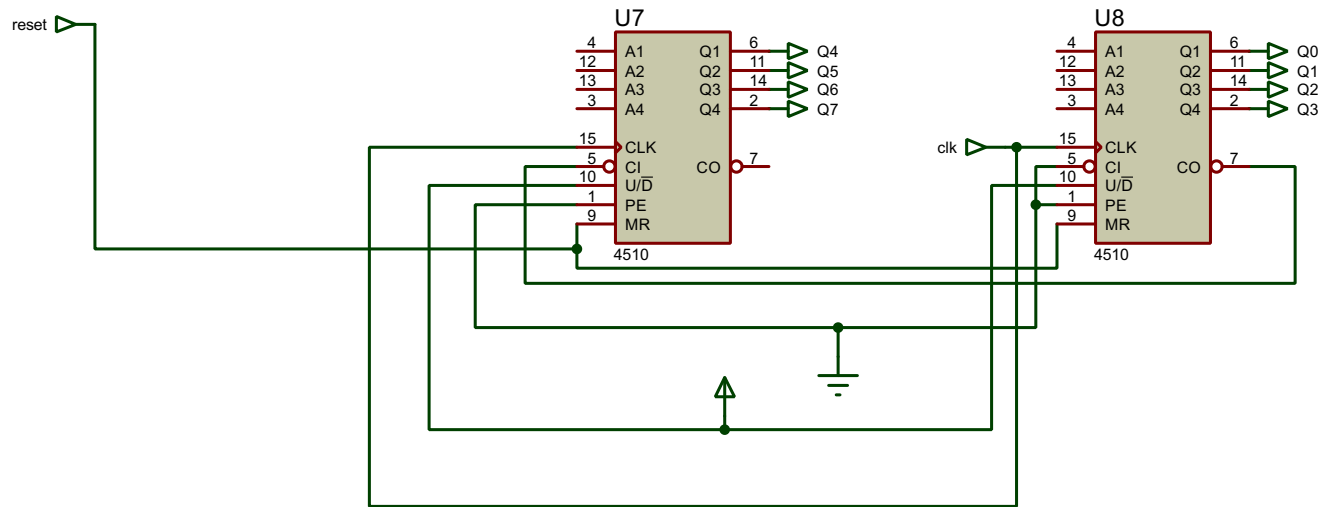 reset
U7
4 A1 Q1 6 Q4
12 A2 Q2 11 Q5
13 A3 Q3 14 Q6
3 A4 Q4 2 Q7
15 CLK
5 CI CO 7
10 U/D̅
1 PE
9 MR
4510
U8
4 A1 Q1 6 Q0
12 A2 Q2 11 Q1
13 A3 Q3 14 Q2
3 A4 Q4 2 Q3
clk 15 CLK
5 CI CO 7
10 U/D̅
1 PE
9 MR
4510